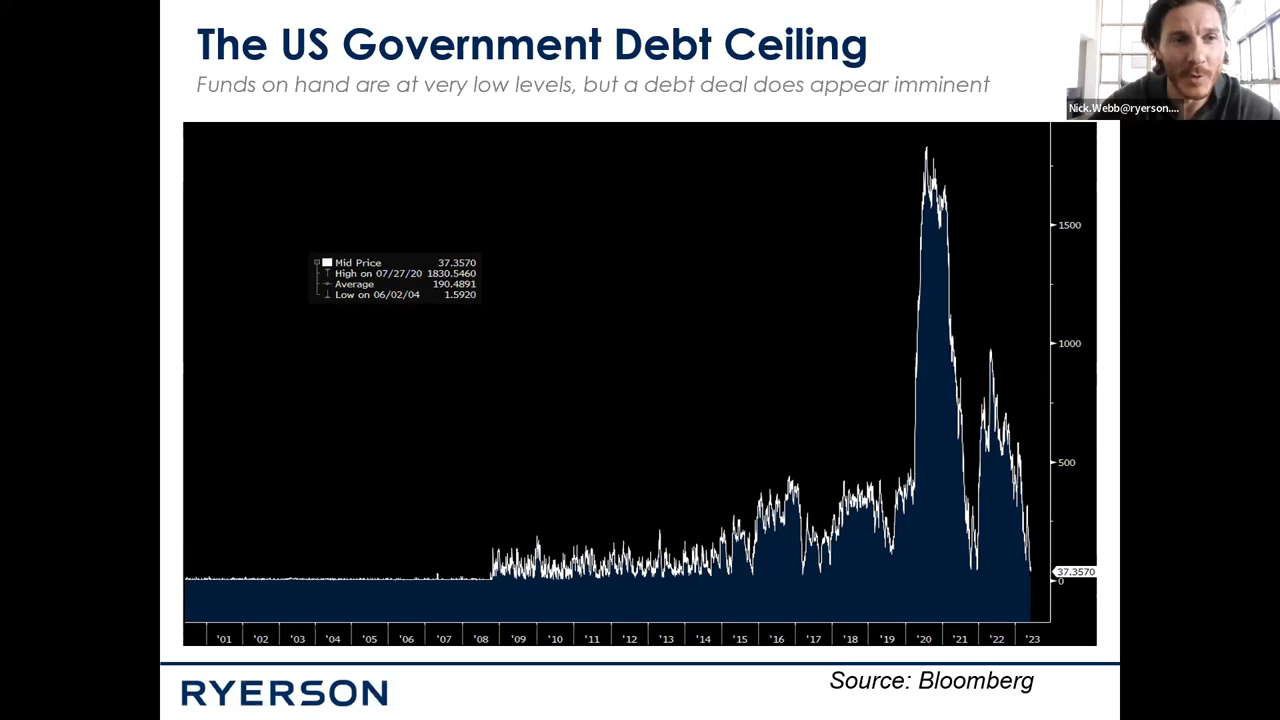 The US Government Debt Ceiling
Funds on hand are at very low levels, but a debt deal does appear imminent
Nick.Webb@ryerson....
Mid Price 37.3570
High on 07/27/20 1830.5460
Average 190.4891
Low on 06/02/04 1.5920
1500
1000
500
37.3570
0
'01 '02 '03 '04 '05 '06 '07 '08 '09 '10 '11 '12 '13 '14 '15 '16 '17 '18 '19 '20 '21 '22 '23
Source: Bloomberg
RYERSON